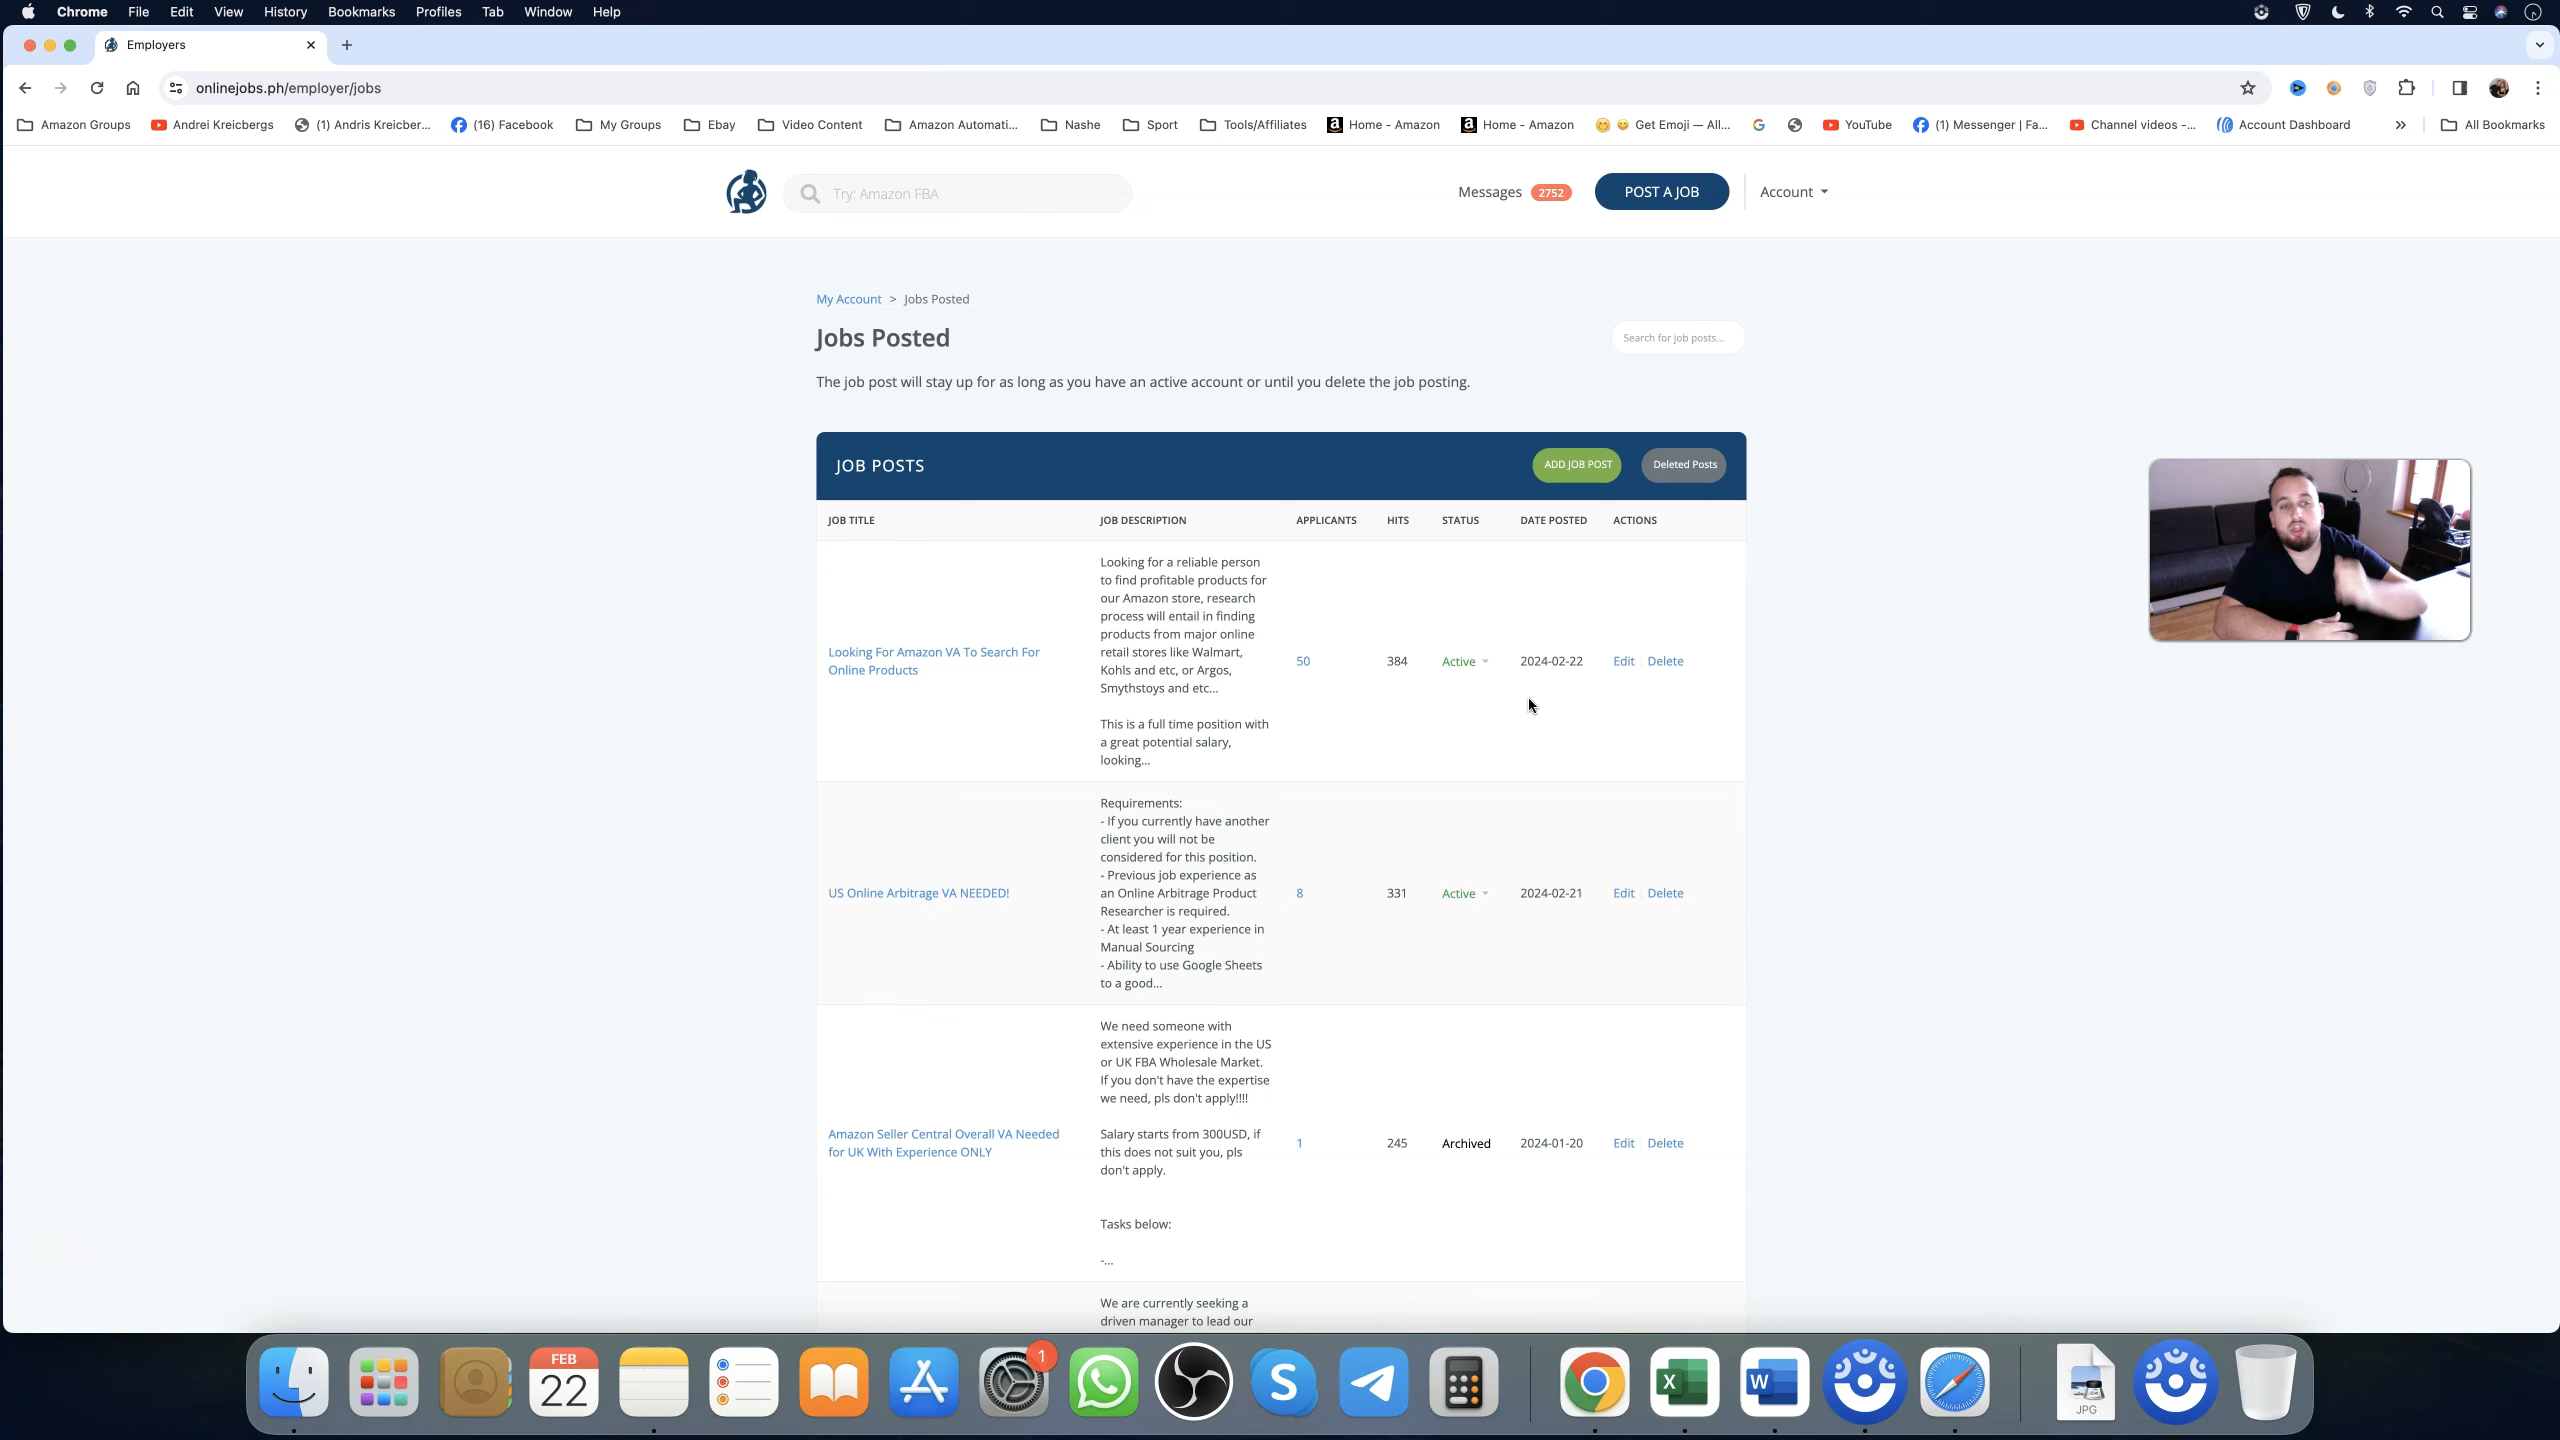 Chrome File Edit View History Bookmarks Profiles Tab Window Help
Employers
onlinejobs.ph/employer/jobs
Amazon Groups Andrei Kreicbergs (1) Andris Kreicber... (16) Facebook My Groups Ebay Video Content Amazon Automati... Nashe Sport Tools/Affiliates Home - Amazon Home - Amazon Get Emoji — All... YouTube (1) Messenger | Fa... Channel videos -... Account Dashboard » All Bookmarks
Try: Amazon FBA
Messages 2752 POST A JOB Account
My Account > Jobs Posted
Jobs Posted
Search for job posts...
The job post will stay up for as long as you have an active account or until you delete the job posting.
JOB POSTS ADD JOB POST Deleted Posts
JOB TITLE JOB DESCRIPTION APPLICANTS HITS STATUS DATE POSTED ACTIONS
Looking For Amazon VA To Search For
Online Products
Looking for a reliable person
to find profitable products for
our Amazon store, research
process will entail in finding
products from major online
retail stores like Walmart,
Kohls and etc, or Argos,
Smythstoys and etc...
This is a full time position with
a great potential salary,
looking...
50 384 Active 2024-02-22 Edit Delete
US Online Arbitrage VA NEEDED!
Requirements:
- If you currently have another
client you will not be
considered for this position.
- Previous job experience as
an Online Arbitrage Product
Researcher is required.
- At least 1 year experience in
Manual Sourcing
- Ability to use Google Sheets
to a good...
8 331 Active 2024-02-21 Edit Delete
Amazon Seller Central Overall VA Needed
for UK With Experience ONLY
We need someone with
extensive experience in the US
or UK FBA Wholesale Market.
If you don't have the expertise
we need, pls don't apply!!!!
Salary starts from 300USD, if
this does not suit you, pls
don't apply.
Tasks below:
-...
1 245 Archived 2024-01-20 Edit Delete
We are currently seeking a
driven manager to lead our
FEB
22
1
JPG